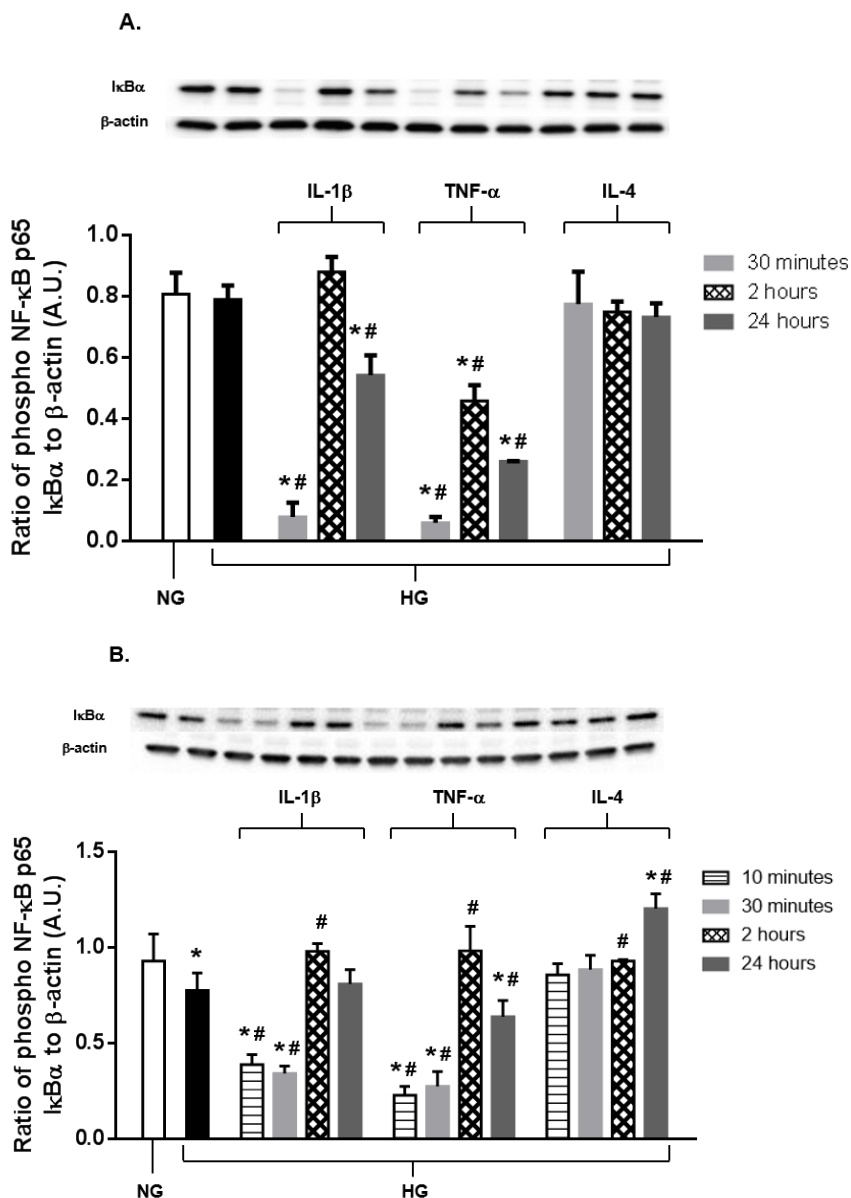 A.
IκBα
β-actin
IL-1β TNF-α IL-4
Ratio of phospho NF-κB p65
IκBα to β-actin (A.U.)
1.0
0.8
0.6
0.4
0.2
0.0
*# *# *# *# *#
30 minutes
2 hours
24 hours
NG HG
B.
IκBα
β-actin
IL-1β TNF-α IL-4
Ratio of phospho NF-κB p65
IκBα to β-actin (A.U.)
1.5
1.0
0.5
0.0
* *# *# # *# *# # *# # *#
10 minutes
30 minutes
2 hours
24 hours
NG HG